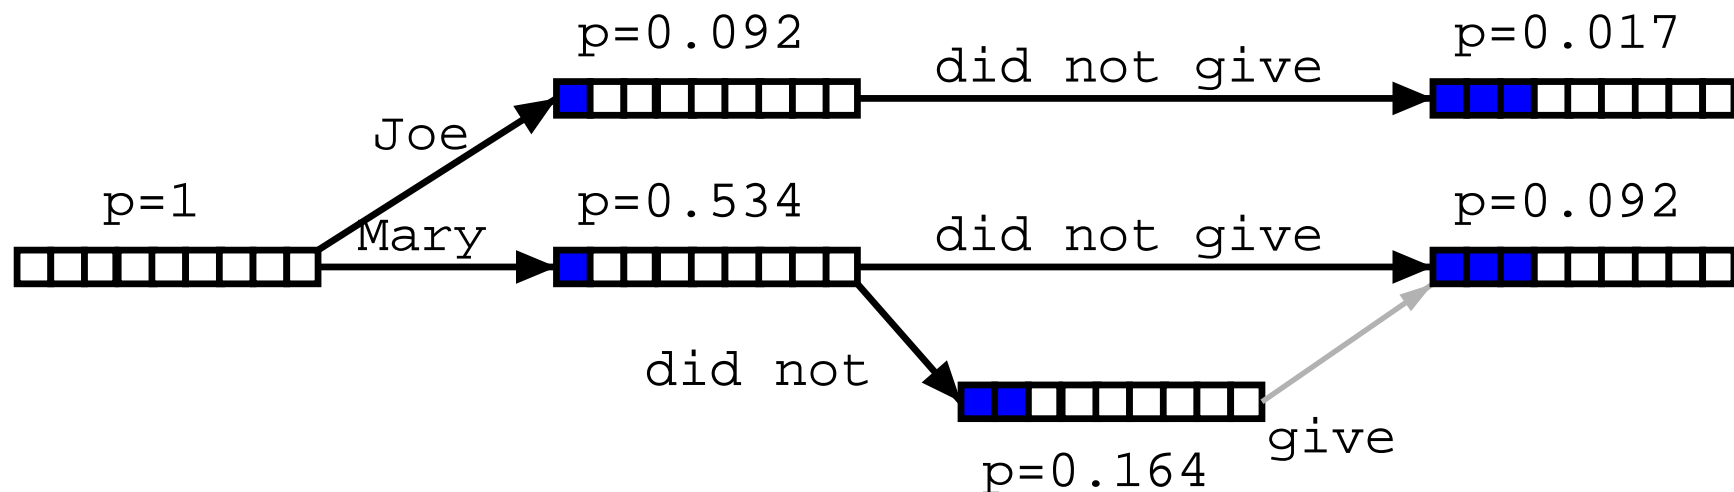 p=0.092
p=0.017
did not give
Joe
p=1
p=0.534
p=0.092
Mary
did not give
did not
give
p=0.164